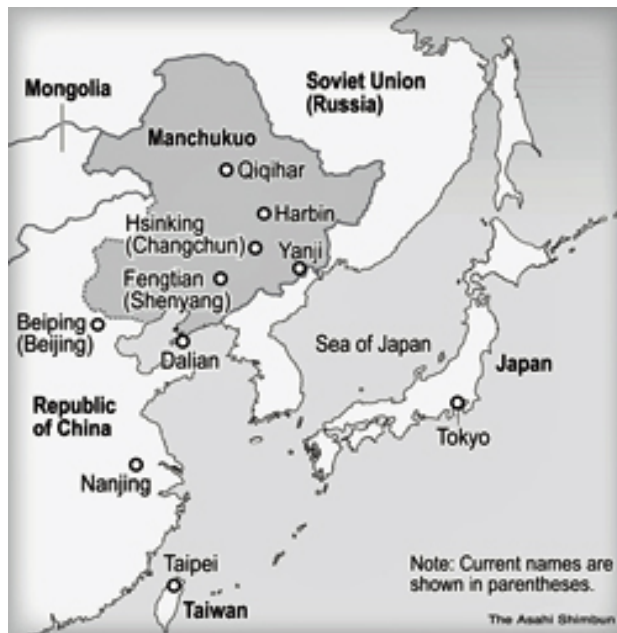 Soviet Union
(Russia)
Mongolia
Manchukuo
Qiqihar
Harbin
Hsinking
(Changchun)
Yanji
Fengtian
(Shenyang)
Beiping
(Beijing)
Dalian
Sea of Japan
Japan
Republic
of China
Tokyo
Nanjing
Taipei
Taiwan
Note: Current names are
shown in parentheses.
The Asahi Shimbun